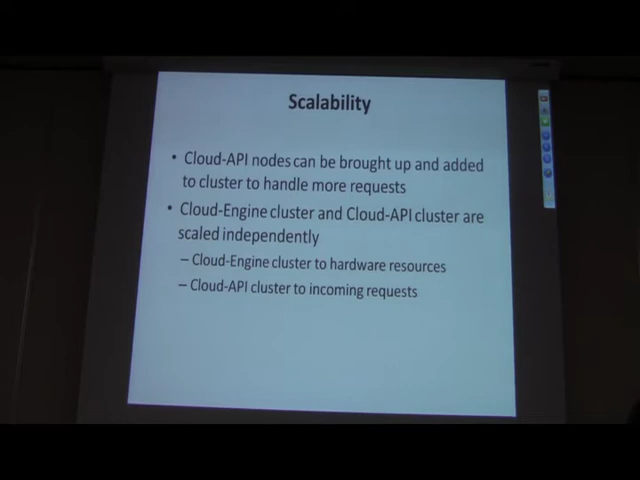 Scalability
• Cloud-API nodes can be brought up and added
to cluster to handle more requests
• Cloud-Engine cluster and Cloud-API cluster are
scaled independently
– Cloud-Engine cluster to hardware resources
– Cloud-API cluster to incoming requests